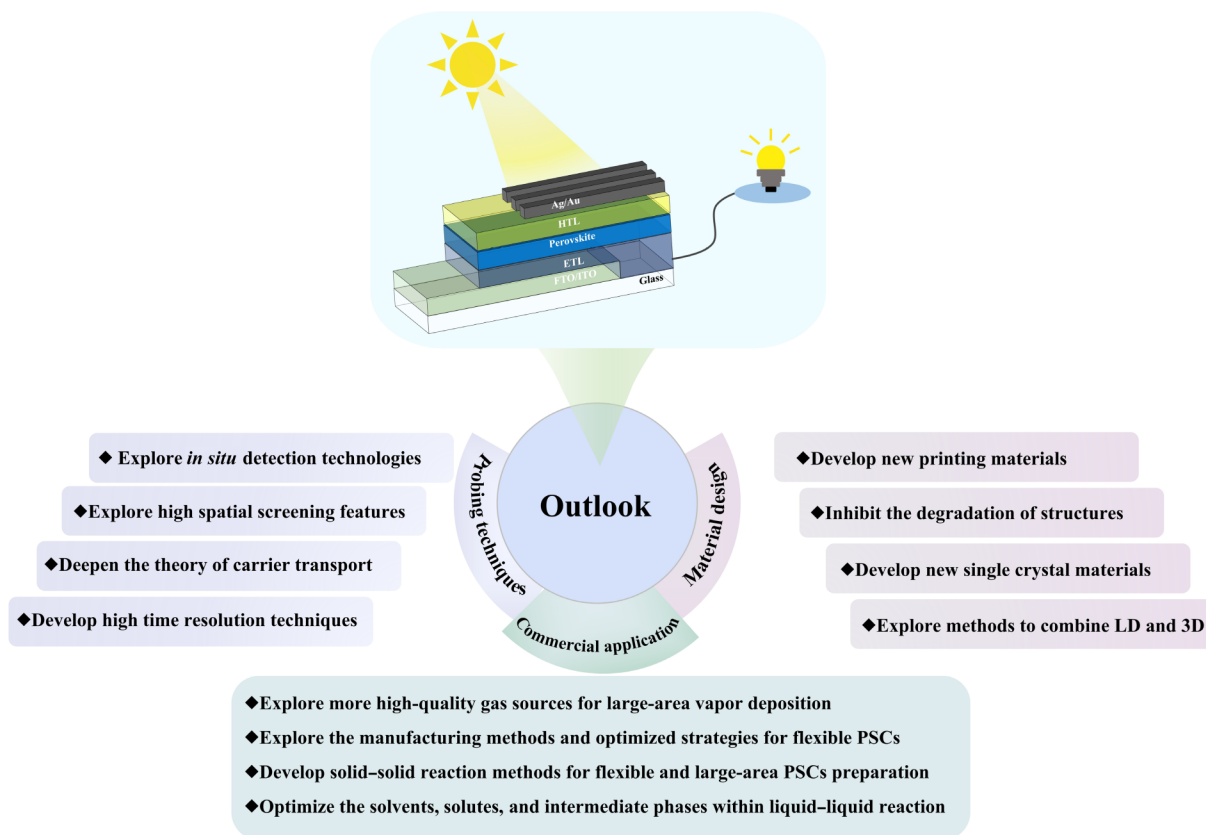 Ag/Au
HTL
Perovskite
ETL
FTO/ITO
Glass
Outlook
Probing techniques
◆ Explore in situ detection technologies
◆Explore high spatial screening features
◆Deepen the theory of carrier transport
◆Develop high time resolution techniques
Material design
◆Develop new printing materials
◆Inhibit the degradation of structures
◆Develop new single crystal materials
◆Explore methods to combine LD and 3D
Commercial application
◆Explore more high-quality gas sources for large-area vapor deposition
◆Explore the manufacturing methods and optimized strategies for flexible PSCs
◆Develop solid–solid reaction methods for flexible and large-area PSCs preparation
◆Optimize the solvents, solutes, and intermediate phases within liquid–liquid reaction